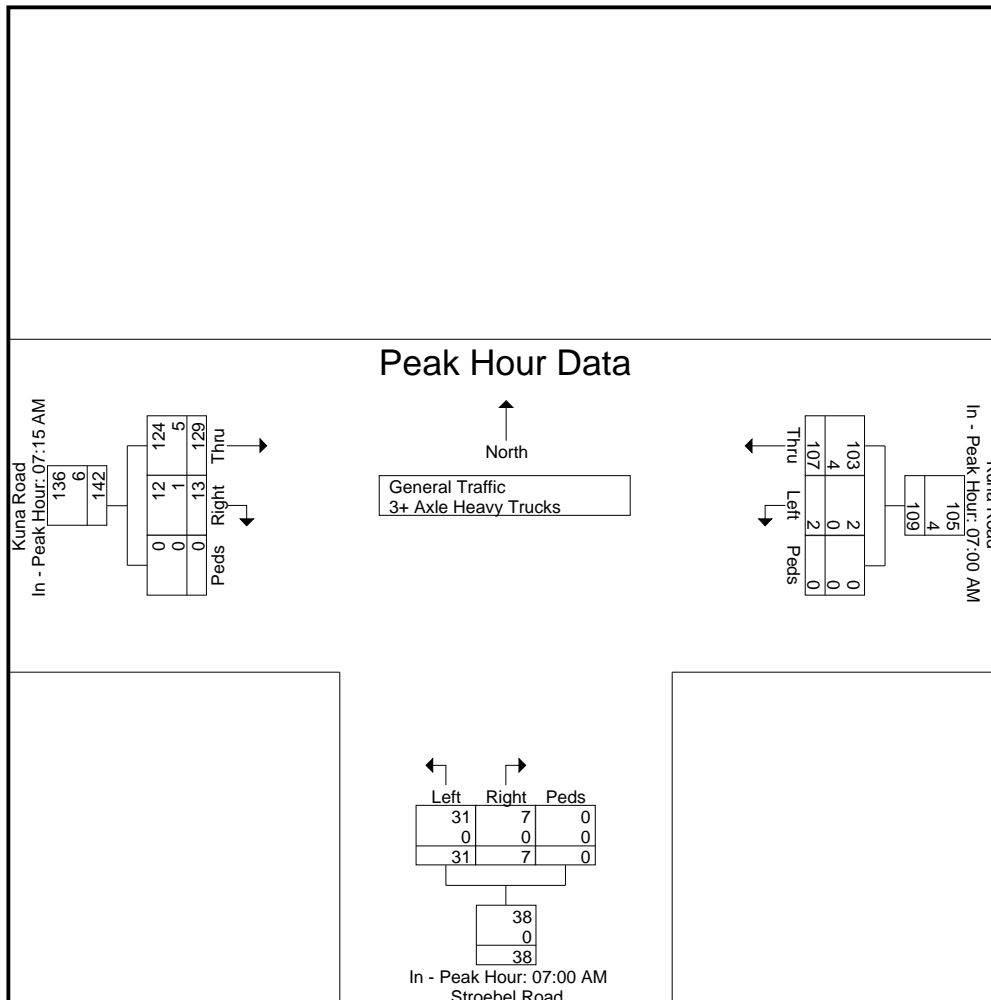 Peak Hour Data
North
General Traffic
3+ Axle Heavy Trucks
Kuna Road
In - Peak Hour: 07:15 AM
136
6
142
Thru Right Peds
124 12 0
5 1 0
129 13 0
Kuna Road
In - Peak Hour: 07:00 AM
105
4
109
Thru Left Peds
103 2 0
4 0 0
107 2 0
Left Right Peds
31 7 0
0 0 0
31 7 0
38
0
38
In - Peak Hour: 07:00 AM
Stroebel Road